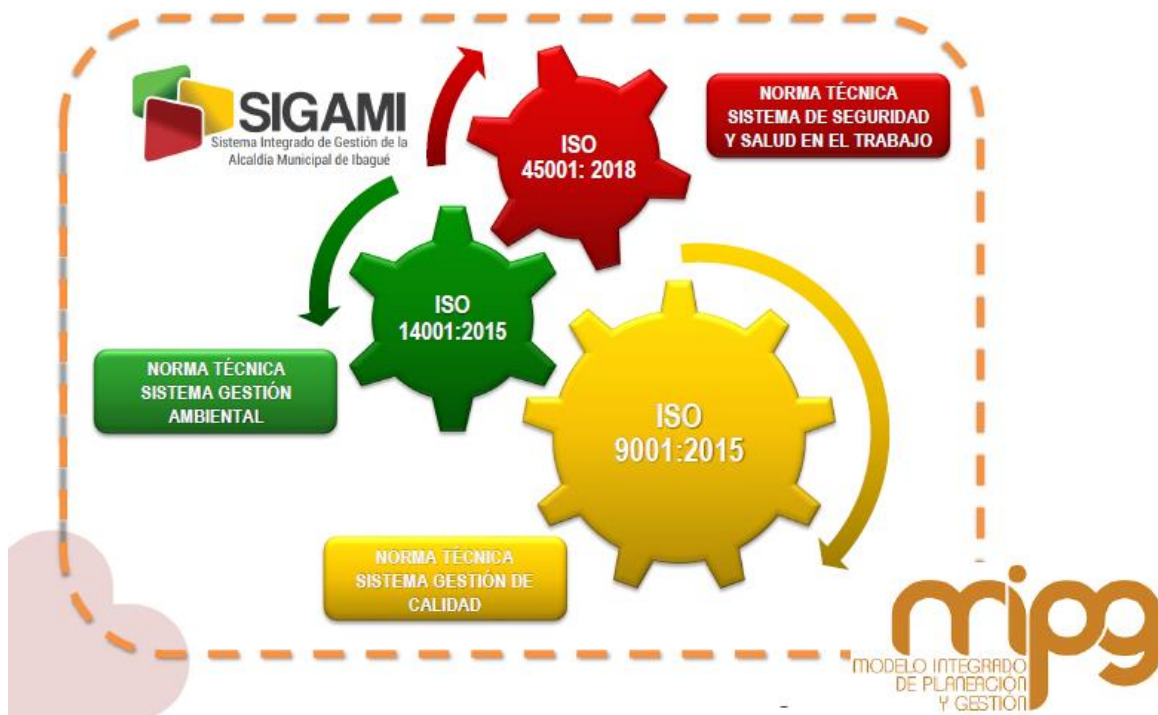 SIGAMI
Sistema Integrado de Gestión de la
Alcaldía Municipal de Ibagué
ISO
45001: 2018
NORMA TÉCNICA
SISTEMA DE SEGURIDAD
Y SALUD EN EL TRABAJO
ISO
14001:2015
NORMA TÉCNICA
SISTEMA GESTIÓN
AMBIENTAL
ISO
9001:2015
NORMA TÉCNICA
SISTEMA GESTIÓN DE
CALIDAD
mipg
MODELO INTEGRADO
DE PLANEACIÓN
Y GESTIÓN